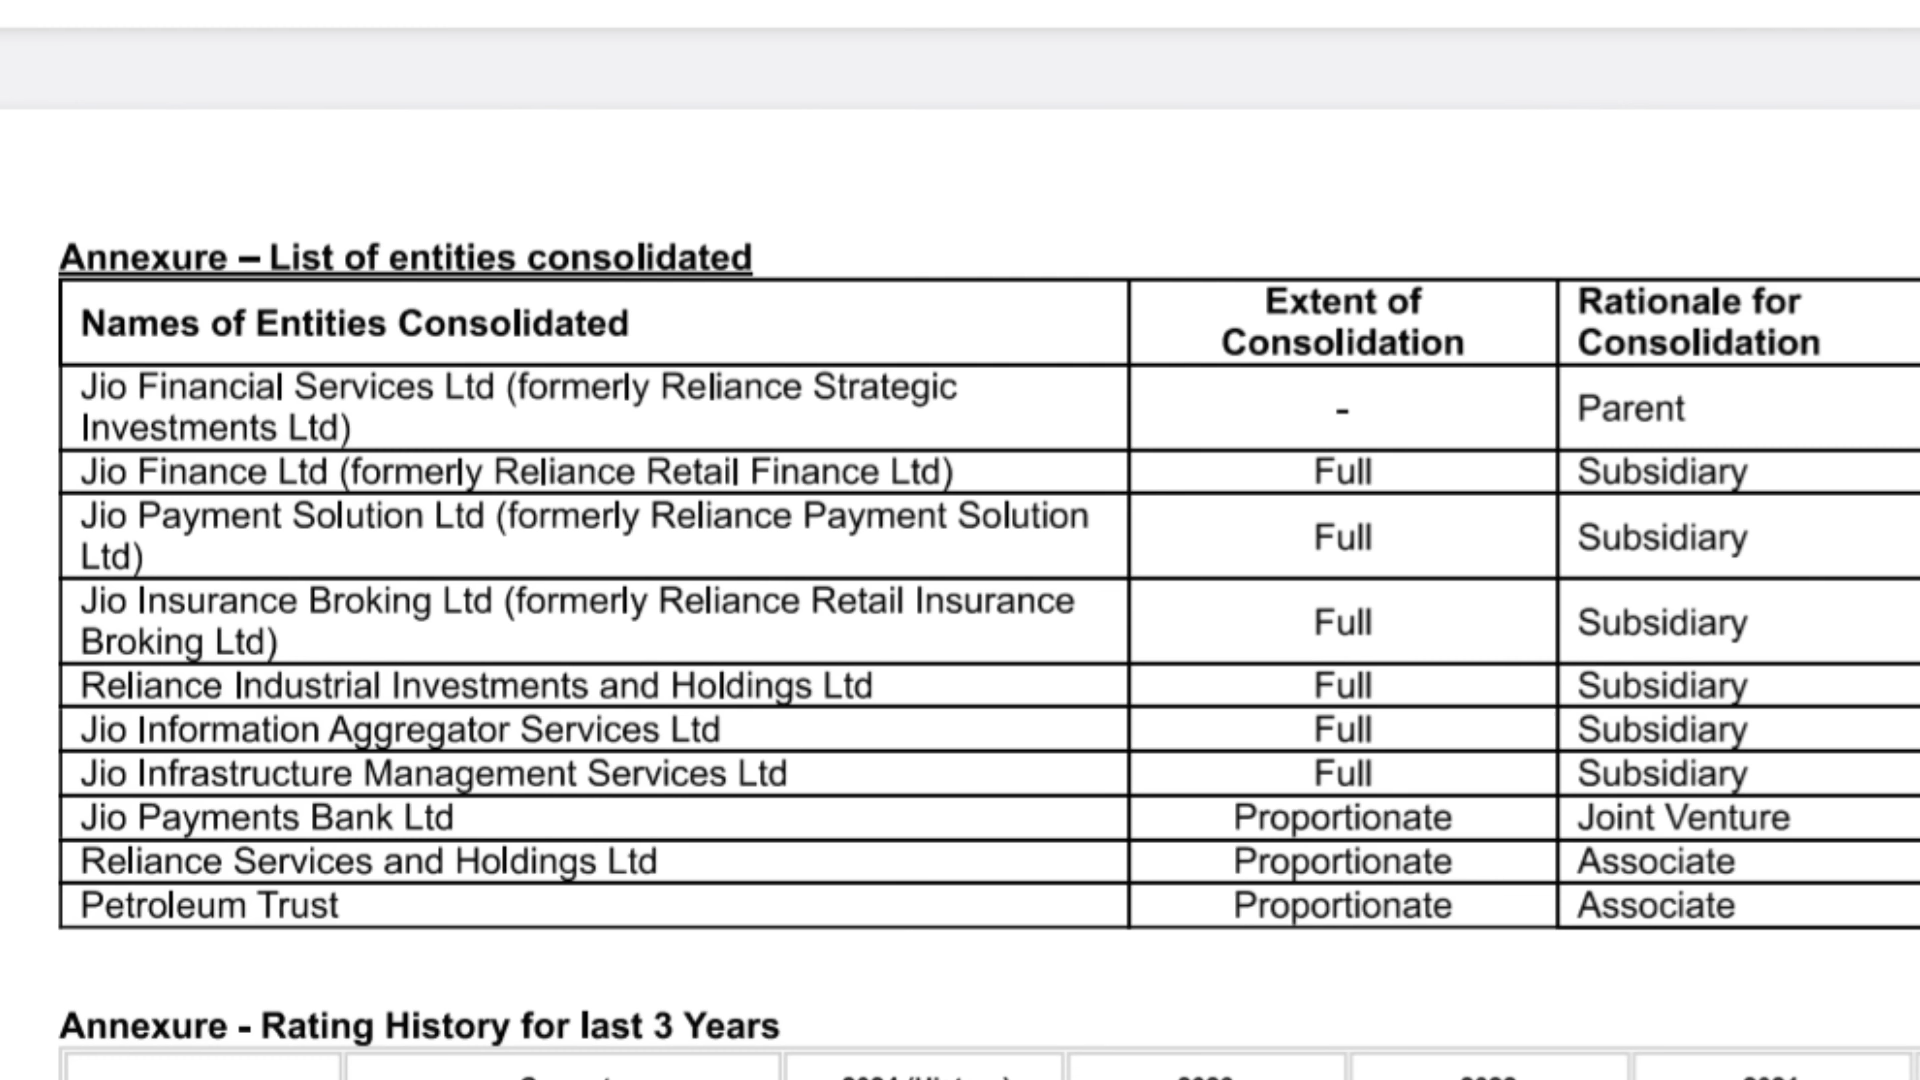 Annexure – List of entities consolidated
Names of Entities Consolidated
Extent of
Consolidation
Rationale for
Consolidation
Jio Financial Services Ltd (formerly Reliance Strategic
Investments Ltd)
-
Parent
Jio Finance Ltd (formerly Reliance Retail Finance Ltd)
Full
Subsidiary
Jio Payment Solution Ltd (formerly Reliance Payment Solution
Ltd)
Full
Subsidiary
Jio Insurance Broking Ltd (formerly Reliance Retail Insurance
Broking Ltd)
Full
Subsidiary
Reliance Industrial Investments and Holdings Ltd
Full
Subsidiary
Jio Information Aggregator Services Ltd
Full
Subsidiary
Jio Infrastructure Management Services Ltd
Full
Subsidiary
Jio Payments Bank Ltd
Proportionate
Joint Venture
Reliance Services and Holdings Ltd
Proportionate
Associate
Petroleum Trust
Proportionate
Associate
Annexure - Rating History for last 3 Years